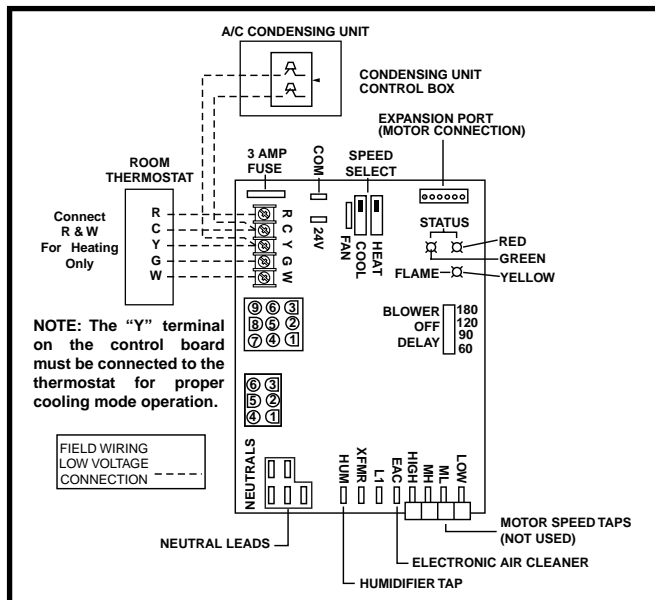 A/C CONDENSING UNIT
CONDENSING UNIT
CONTROL BOX
EXPANSION PORT
(MOTOR CONNECTION)
3 AMP
FUSE
COM
SPEED
SELECT
ROOM
THERMOSTAT
Connect
R & W
For Heating
Only
R
C
Y
G
W
R
C
Y
G
W
24V
FAN
COOL
HEAT
STATUS
RED
GREEN
FLAME
YELLOW
NOTE: The “Y” terminal
on the control board
must be connected to the
thermostat for proper
cooling mode operation.
9 6 3
8 5 2
7 4 1
BLOWER
OFF
DELAY
180
120
90
60
6 3
5 2
4 1
FIELD WIRING
LOW VOLTAGE
CONNECTION
NEUTRALS
HUM
XFMR
L1
EAC
HIGH
MH
ML
LOW
NEUTRAL LEADS
MOTOR SPEED TAPS
(NOT USED)
ELECTRONIC AIR CLEANER
HUMIDIFIER TAP